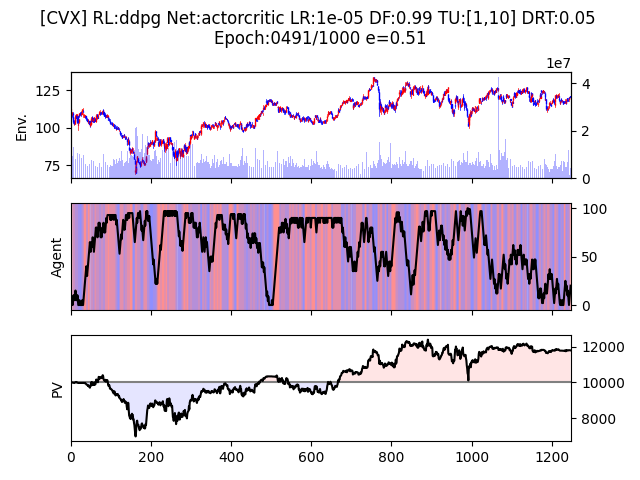 [CVX] RL:ddpg Net:actorcritic LR:1e-05 DF:0.99 TU:[1,10] DRT:0.05
Epoch:0491/1000 e=0.51
1e7
125
100
75
Env.
4
2
0
Agent
100
50
0
PV
12000
10000
8000
0 200 400 600 800 1000 1200